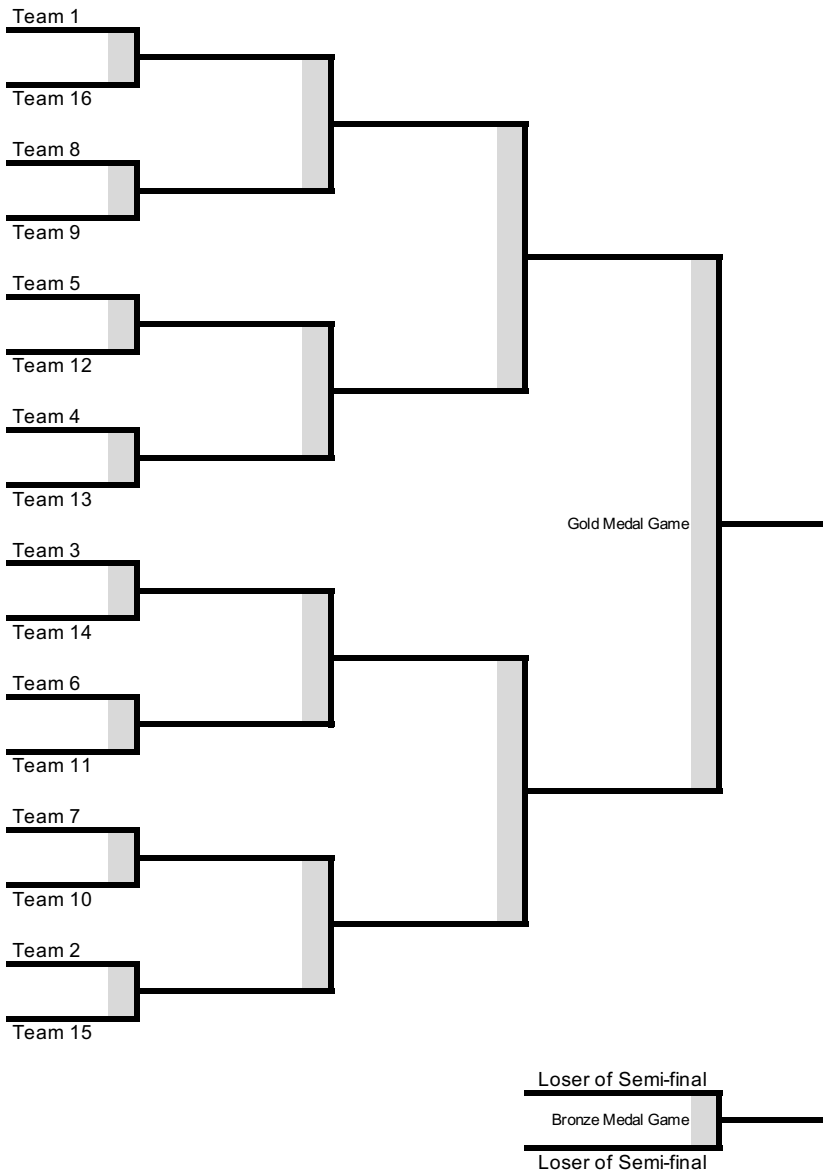 Team 1
Team 16
Team 8
Team 9
Team 5
Team 12
Team 4
Team 13
Gold Medal Game
Team 3
Team 14
Team 6
Team 11
Team 7
Team 10
Team 2
Team 15
Loser of Semi-final
Bronze Medal Game
Loser of Semi-final